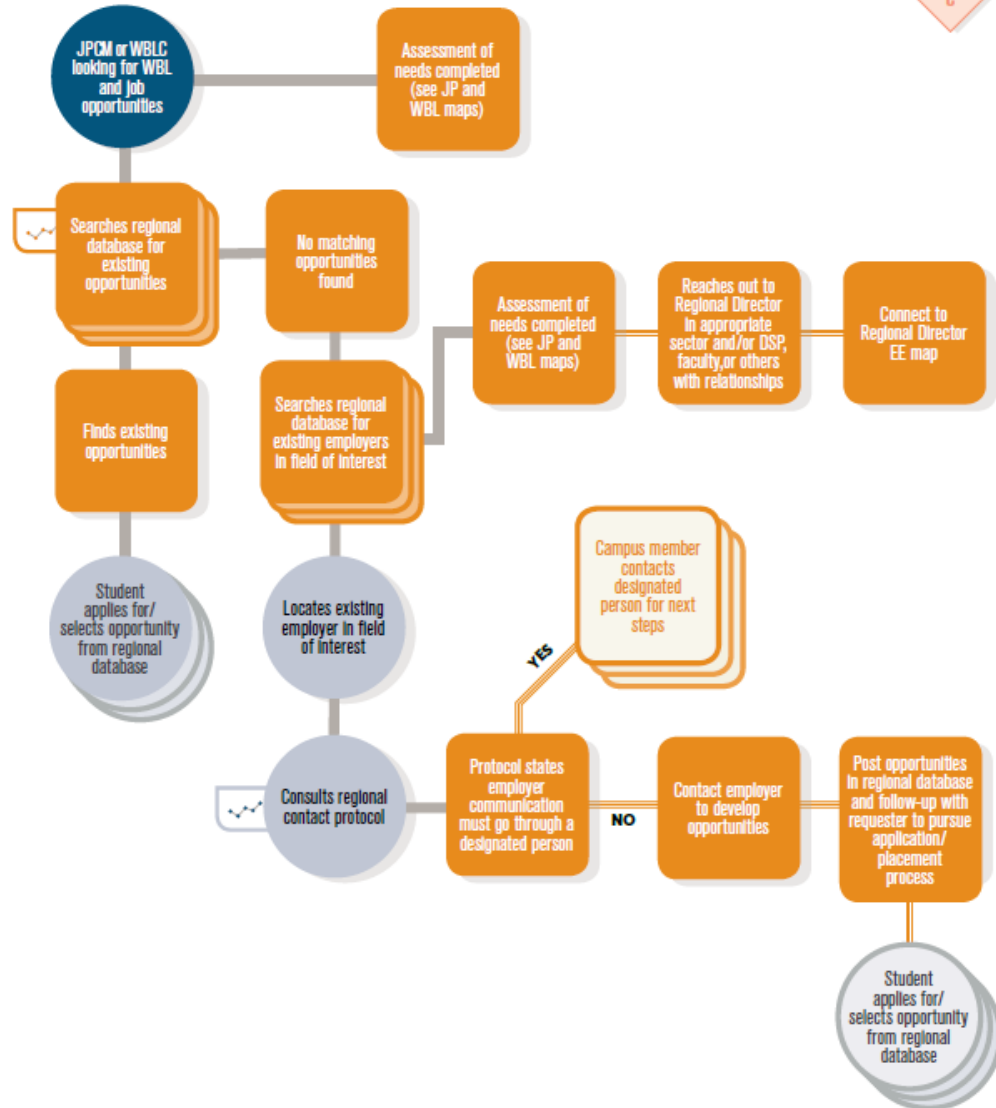 JPCM or WBLC
looking for WBL
and job
opportunities
Assessment of
needs completed
(see JP and
WBL maps)
Searches regional
database for
existing
opportunities
No matching
opportunities
found
Assessment of
needs completed
(see JP and
WBL maps)
Reaches out to
Regional Director
in appropriate
sector and/or DSP,
faculty,or others
with relationships
Connect to
Regional Director
EE map
Finds existing
opportunities
Searches regional
database for
existing employers
in field of interest
Student
applies for/
selects opportunity
from regional
database
Locates existing
employer in field
of interest
Campus member
contacts
designated
person for next
steps
YES
Consults regional
contact protocol
Protocol states
employer
communication
must go through a
designated person
NO
Contact employer
to develop
opportunities
Post opportunities
in regional database
and follow-up with
requester to pursue
application/
placement
process
Student
applies for/
selects opportunity
from regional
database